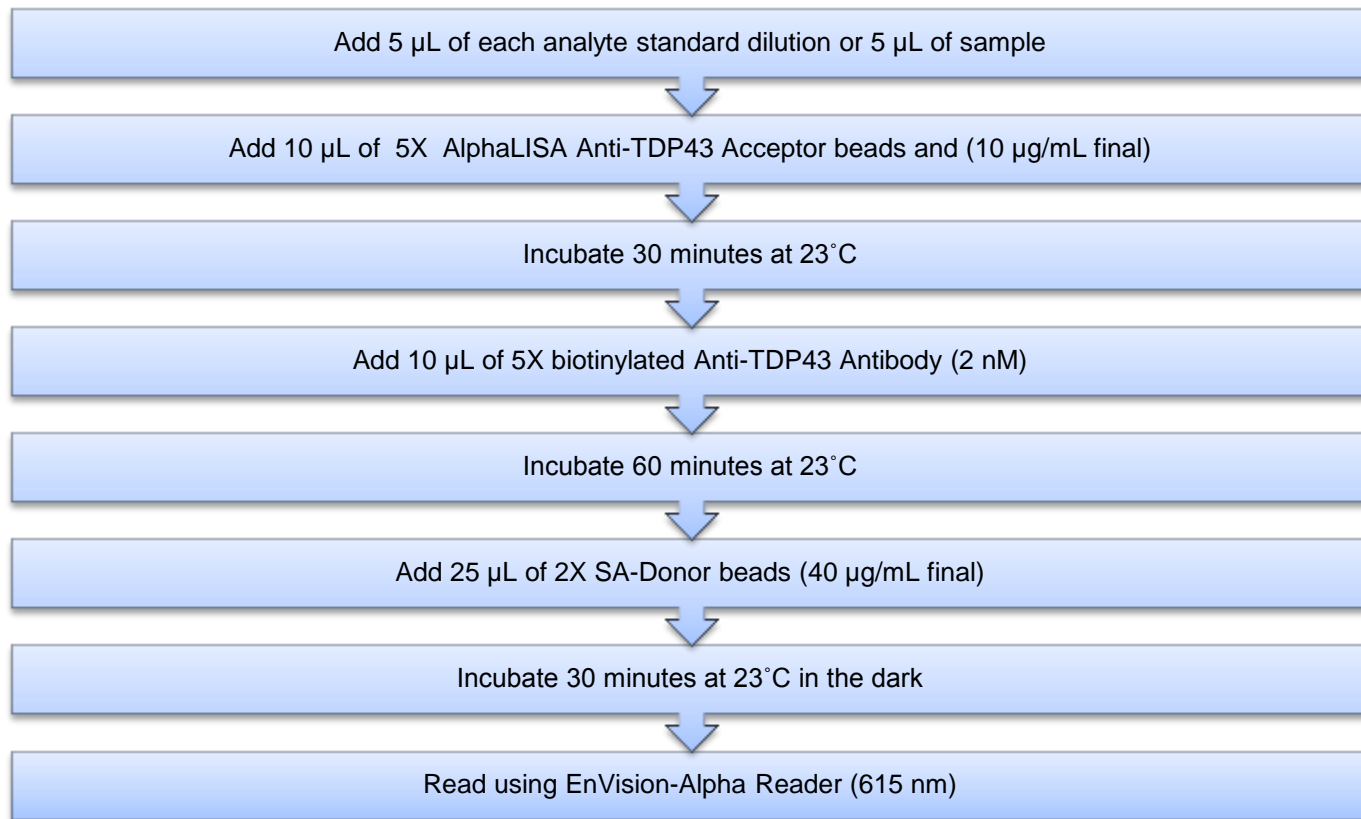 Add 5 µL of each analyte standard dilution or 5 µL of sample
Add 10 µL of  5X  AlphaLISA Anti-TDP43 Acceptor beads and (10 µg/mL final)
Incubate 30 minutes at 23˚C
Add 10 µL of 5X biotinylated Anti-TDP43 Antibody (2 nM)
Incubate 60 minutes at 23˚C
Add 25 µL of 2X SA-Donor beads (40 µg/mL final)
Incubate 30 minutes at 23˚C in the dark
Read using EnVision-Alpha Reader (615 nm)